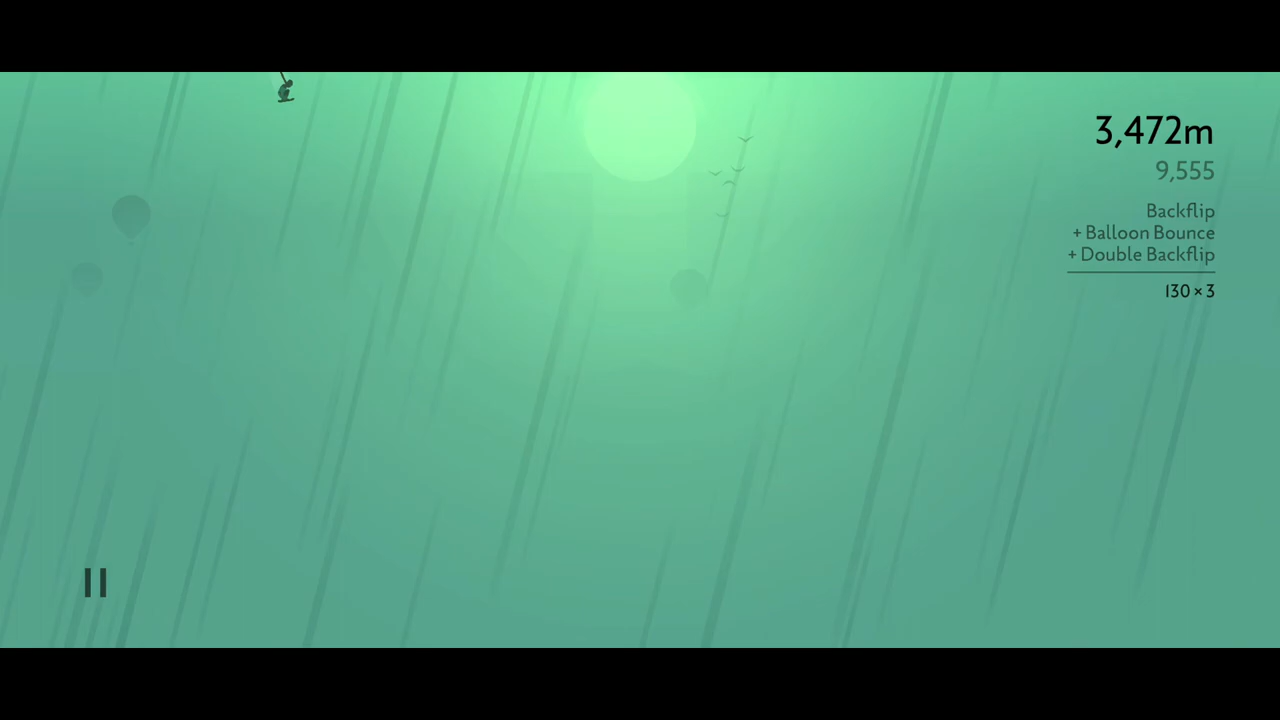 3,472m
9,555
Backflip
+ Balloon Bounce
+ Double Backflip
130 × 3